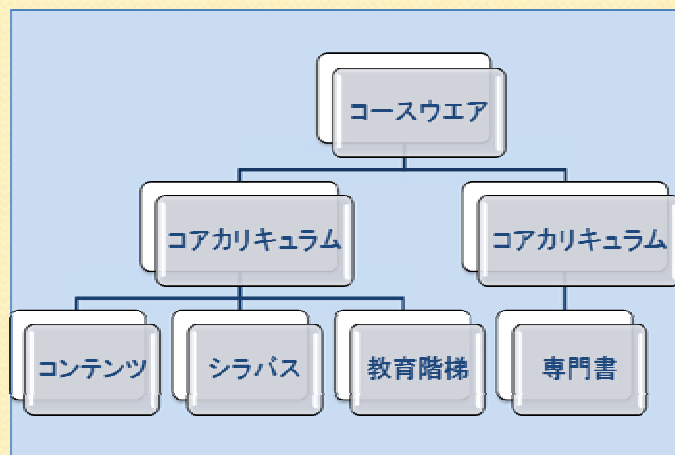 コースウエア
コアカリキュラム
コアカリキュラム
コンテンツ
シラバス
教育階梯
専門書